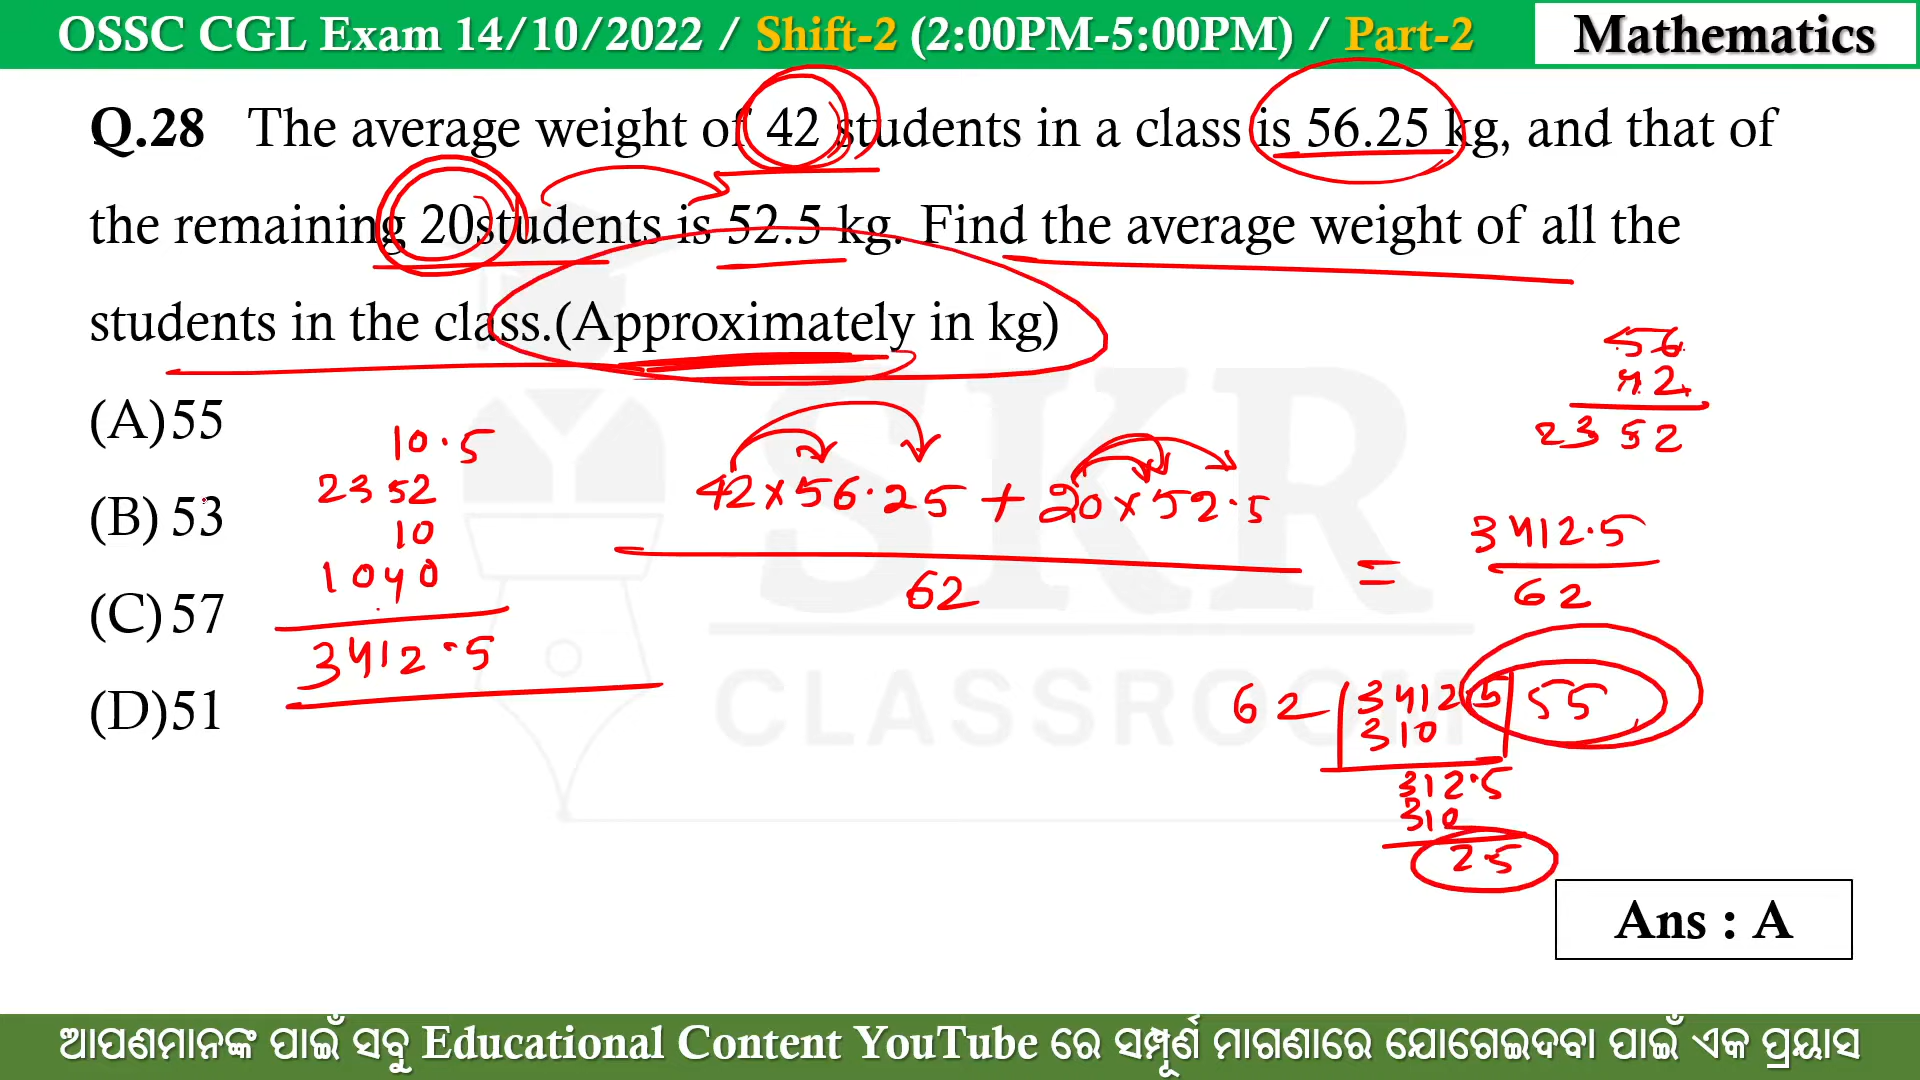 OSSC CGL Exam 14/10/2022 / Shift-2 (2:00PM-5:00PM) / Part-2
Mathematics
Q.28 The average weight of 42 students in a class is 56.25 kg, and that of
the remaining 20students is 52.5 kg. Find the average weight of all the
students in the class.(Approximately in kg)
(A)55
(B) 53
(C)57
(D)51
56
42
2352
10.5
2352
10
1040
3412.5
42×56.25 + 20×52.5
62
=
3412.5
62
62 3412 5 55
310
312.5
310
2.5
SKR
CLASSROOM
Ans : A
ଆପଣମାନଙ୍କ ପାଇଁ ସବୁ Educational Content YouTube ରେ ସମ୍ପୂର୍ଣ ମାଗଣାରେ ଯୋଗେଇଦବା ପାଇଁ ଏକ ପ୍ରୟାସ